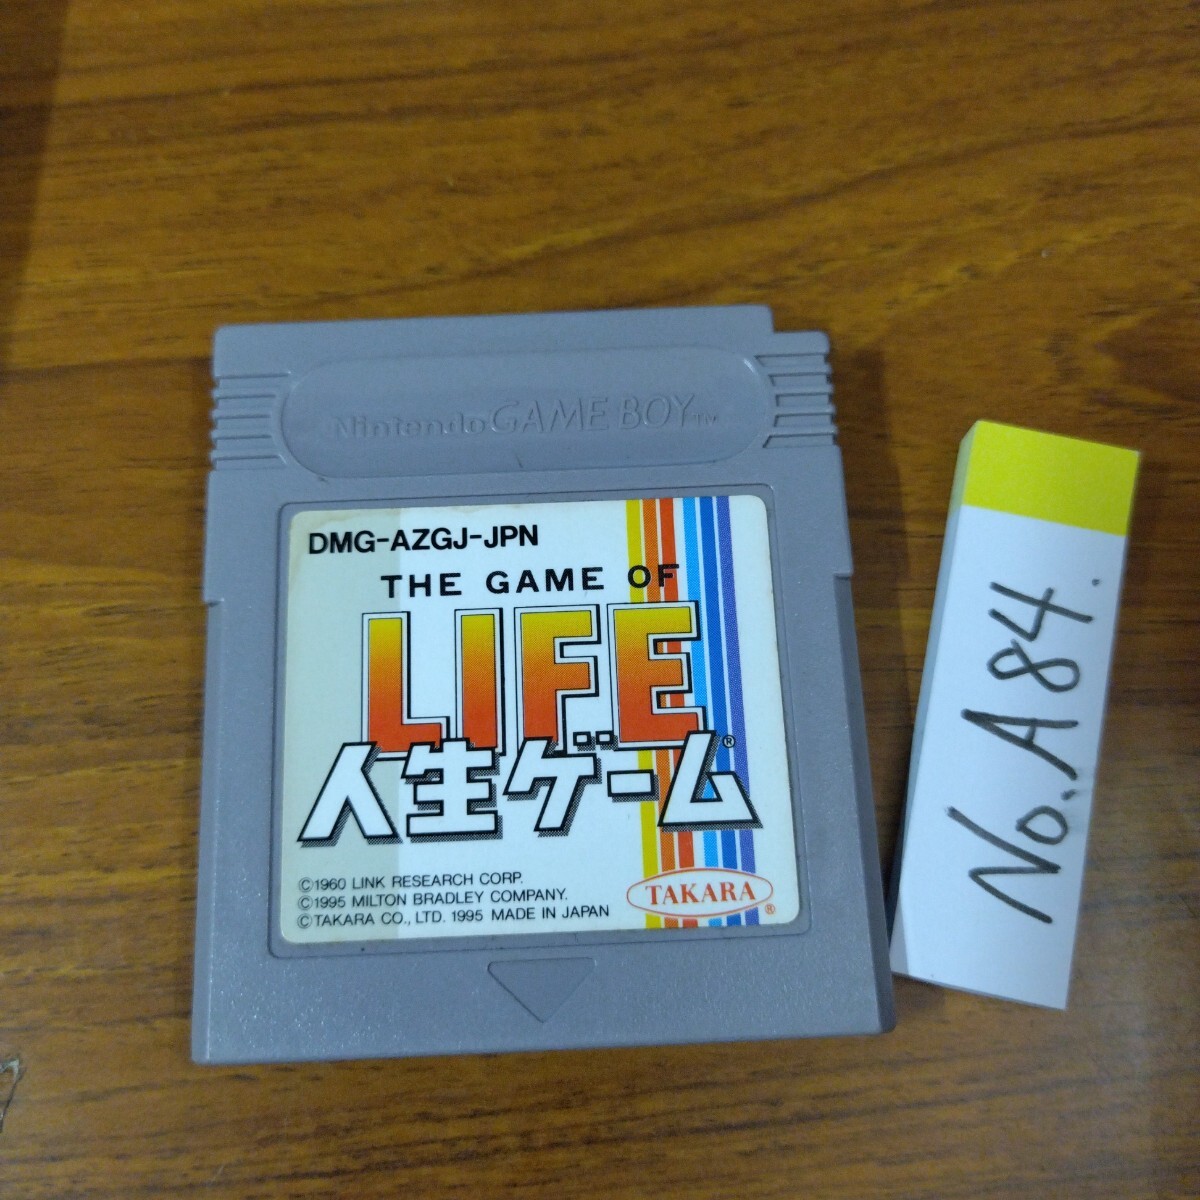 Nintendo GAME BOY™
DMG-AZGJ-JPN
THE GAME OF
LIFE
人生ゲーム®
©1960 LINK RESEARCH CORP.
©1995 MILTON BRADLEY COMPANY.
©TAKARA CO., LTD. 1995 MADE IN JAPAN
TAKARA®
No. A84.